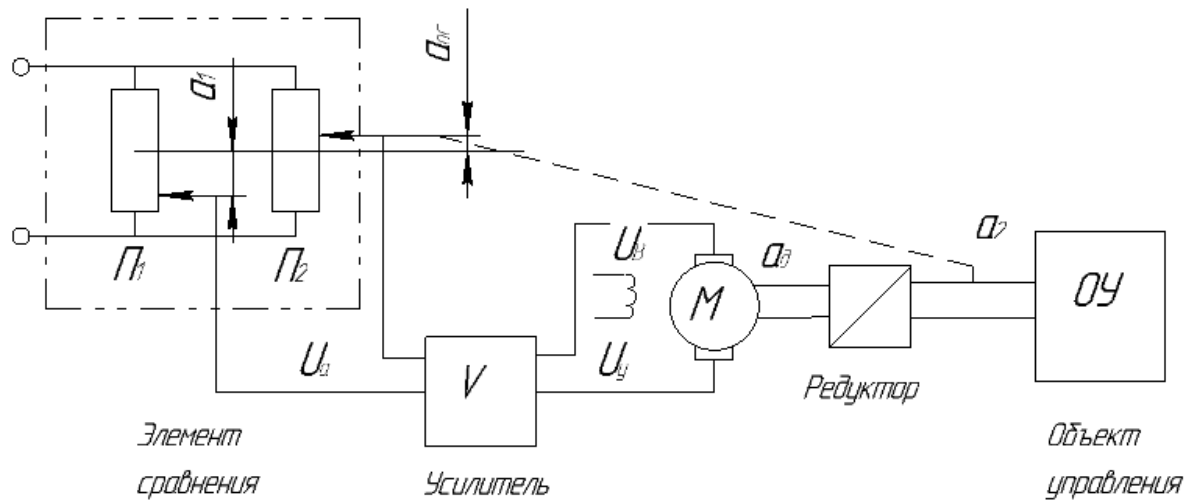 α₁
αос
П₁
П₂
Uв
αд
α₂
М
ОУ
Uα
V
Uу
Редуктор
Элемент
сравнения
Усилитель
Объект
управления